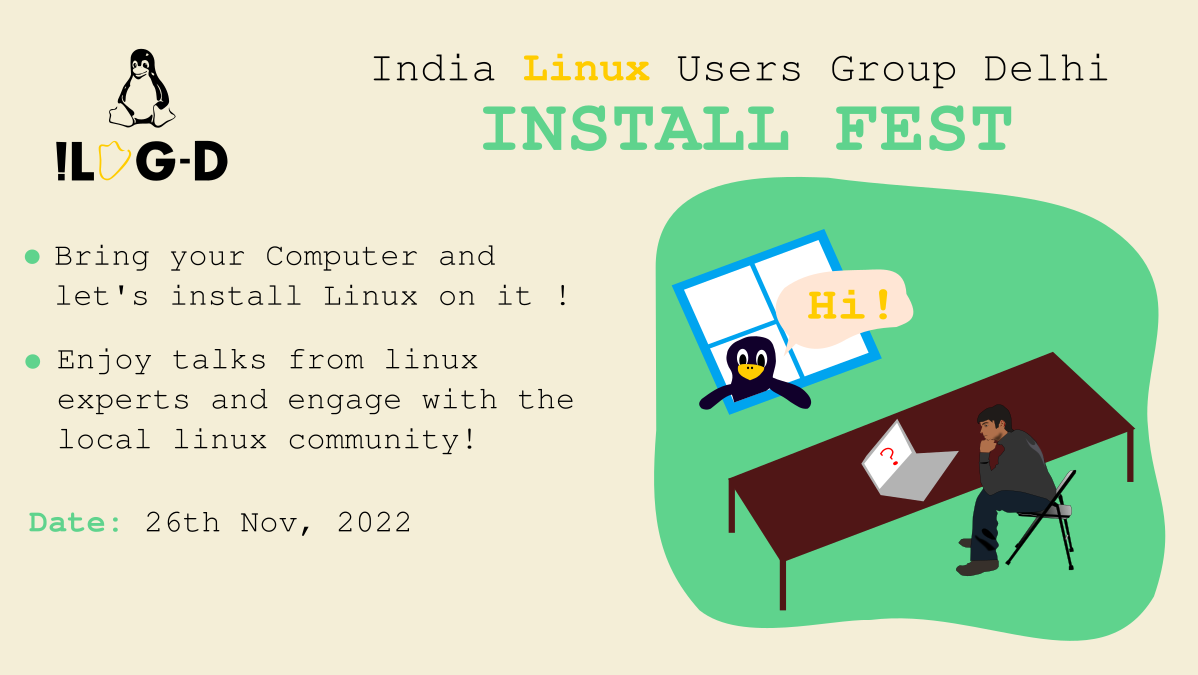 !LUG-D
India Linux Users Group Delhi
INSTALL FEST
Bring your Computer and
let's install Linux on it !
Enjoy talks from linux
experts and engage with the
local linux community!
Date: 26th Nov, 2022
Hi!
?